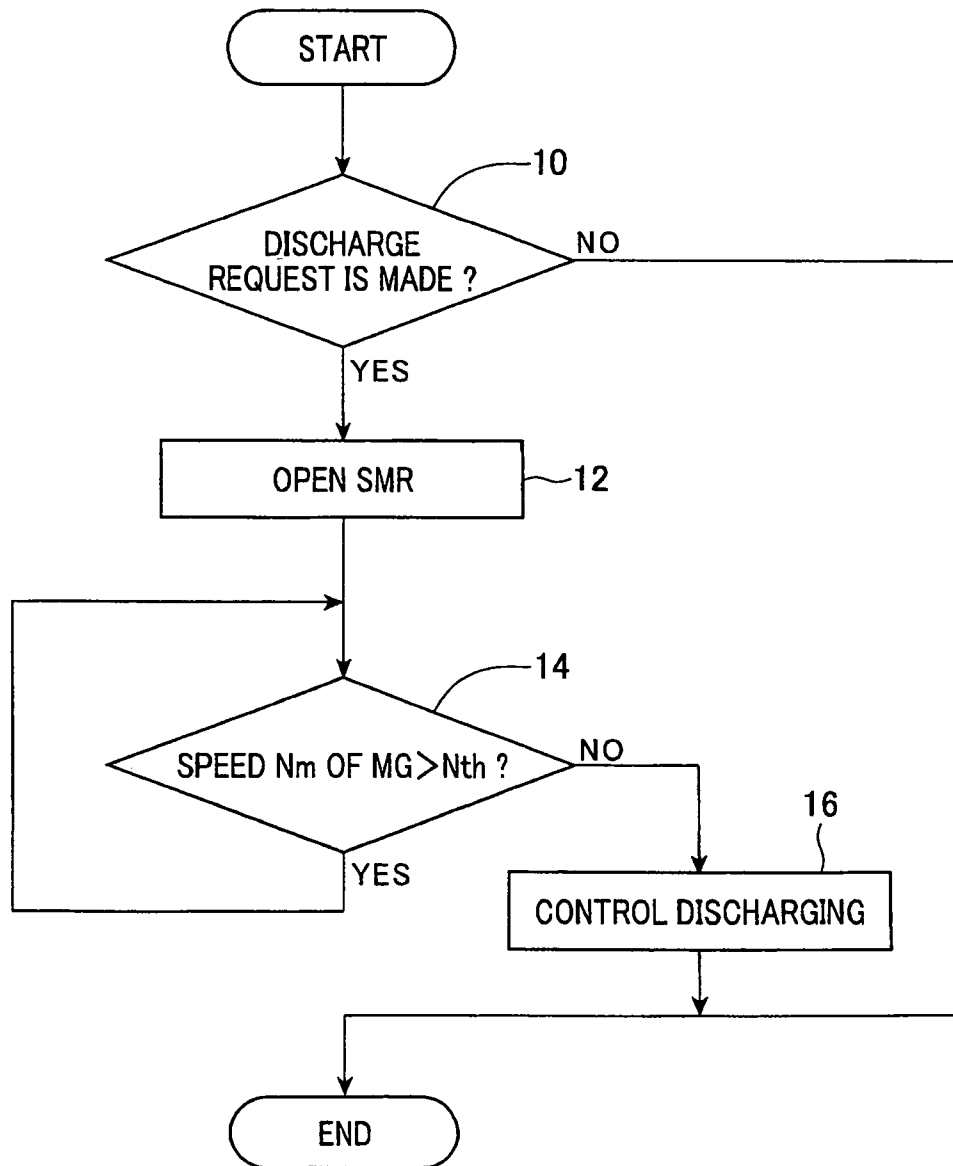 START
10
DISCHARGE
REQUEST IS MADE ?
NO
YES
OPEN SMR
12
14
SPEED Nm OF MG>Nth ?
NO
YES
16
CONTROL DISCHARGING
END